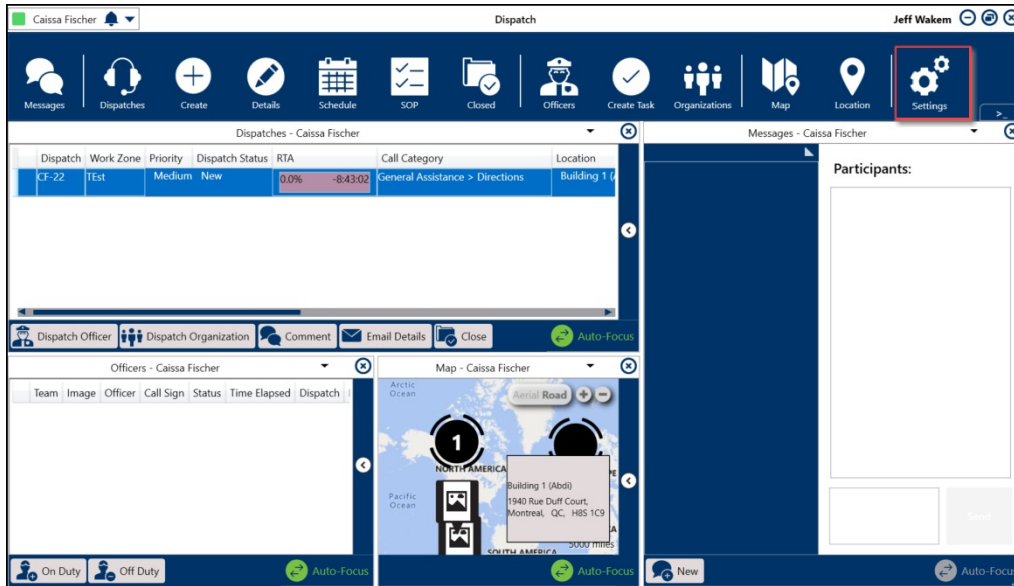 Caissa Fischer
Dispatch
Jeff Wakem
Messages
Dispatches
Create
Details
Schedule
SOP
Closed
Officers
Create Task
Organizations
Map
Location
Settings
>_
Dispatches - Caissa Fischer
Dispatch Work Zone Priority Dispatch Status RTA Call Category Location
CF-22 TEst Medium New 0.0% -8:43:02 General Assistance > Directions Building 1 (
Dispatch Officer
Dispatch Organization
Comment
Email Details
Close
Auto-Focus
Messages - Caissa Fischer
Participants:
Send
New
Auto-Focus
Officers - Caissa Fischer
Team Image Officer Call Sign Status Time Elapsed Dispatch
On Duty
Off Duty
Auto-Focus
Map - Caissa Fischer
Arctic
Ocean
Aerial Road
1
NORTH AMERICA
Building 1 (Abdi)
1940 Rue Duff Court,
Montreal, QC, H8S 1C9
Pacific
Ocean
5000 miles
SOUTH AMERICA
Auto-Focus